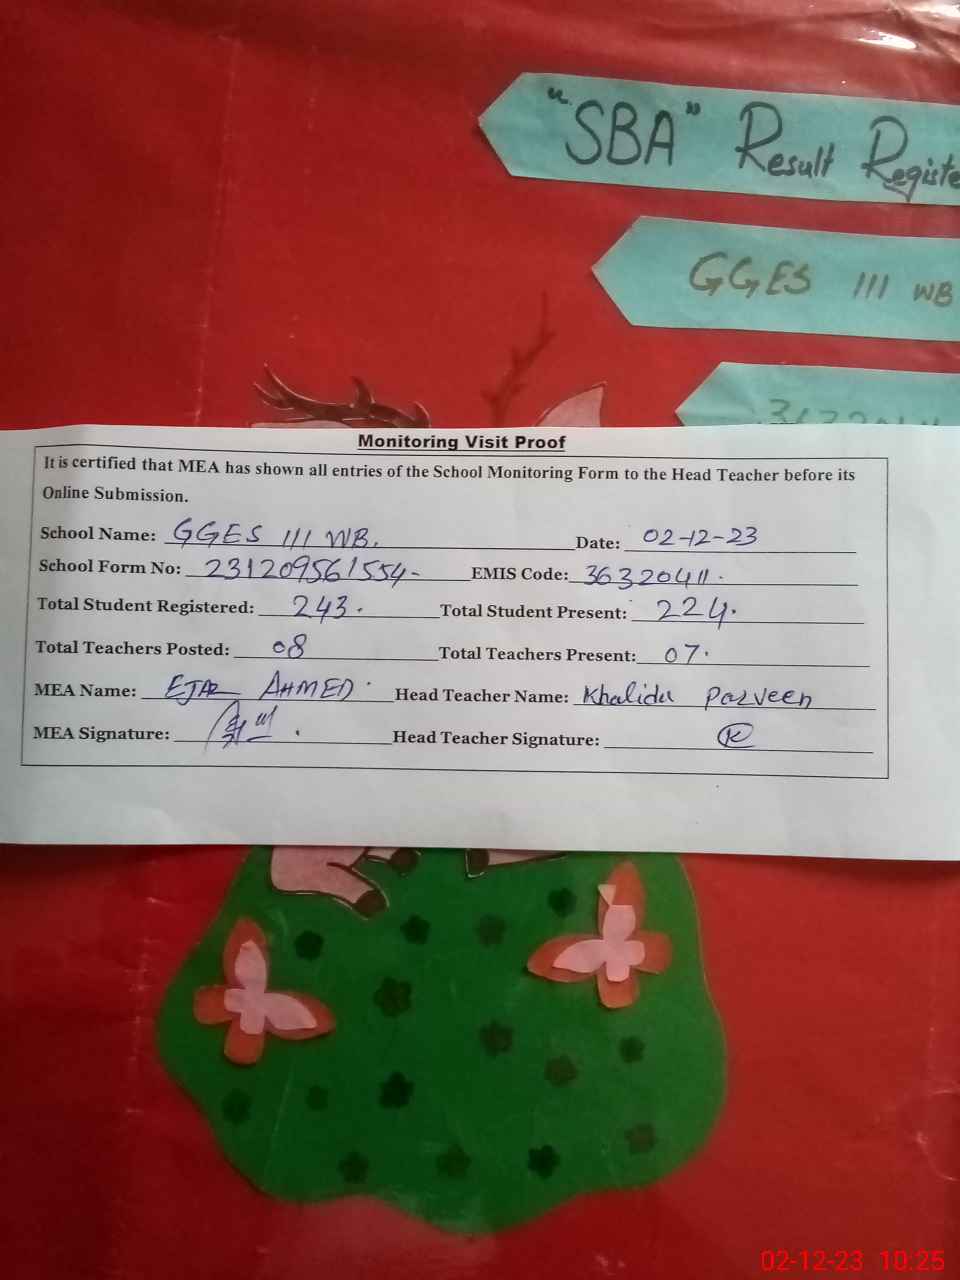 "SBA" Result Registe
GGES 111 WB
Monitoring Visit Proof
It is certified that MEA has shown all entries of the School Monitoring Form to the Head Teacher before its
Online Submission.
School Name: GGES 111 WB. Date: 02-12-23
School Form No: 231209561554- EMIS Code: 36320411.
Total Student Registered: 243. Total Student Present: 224.
Total Teachers Posted: 08 Total Teachers Present: 07.
MEA Name: EJAZ AHMED. Head Teacher Name: Khalida Parveen
MEA Signature: Head Teacher Signature: K
02-12-23 10:25